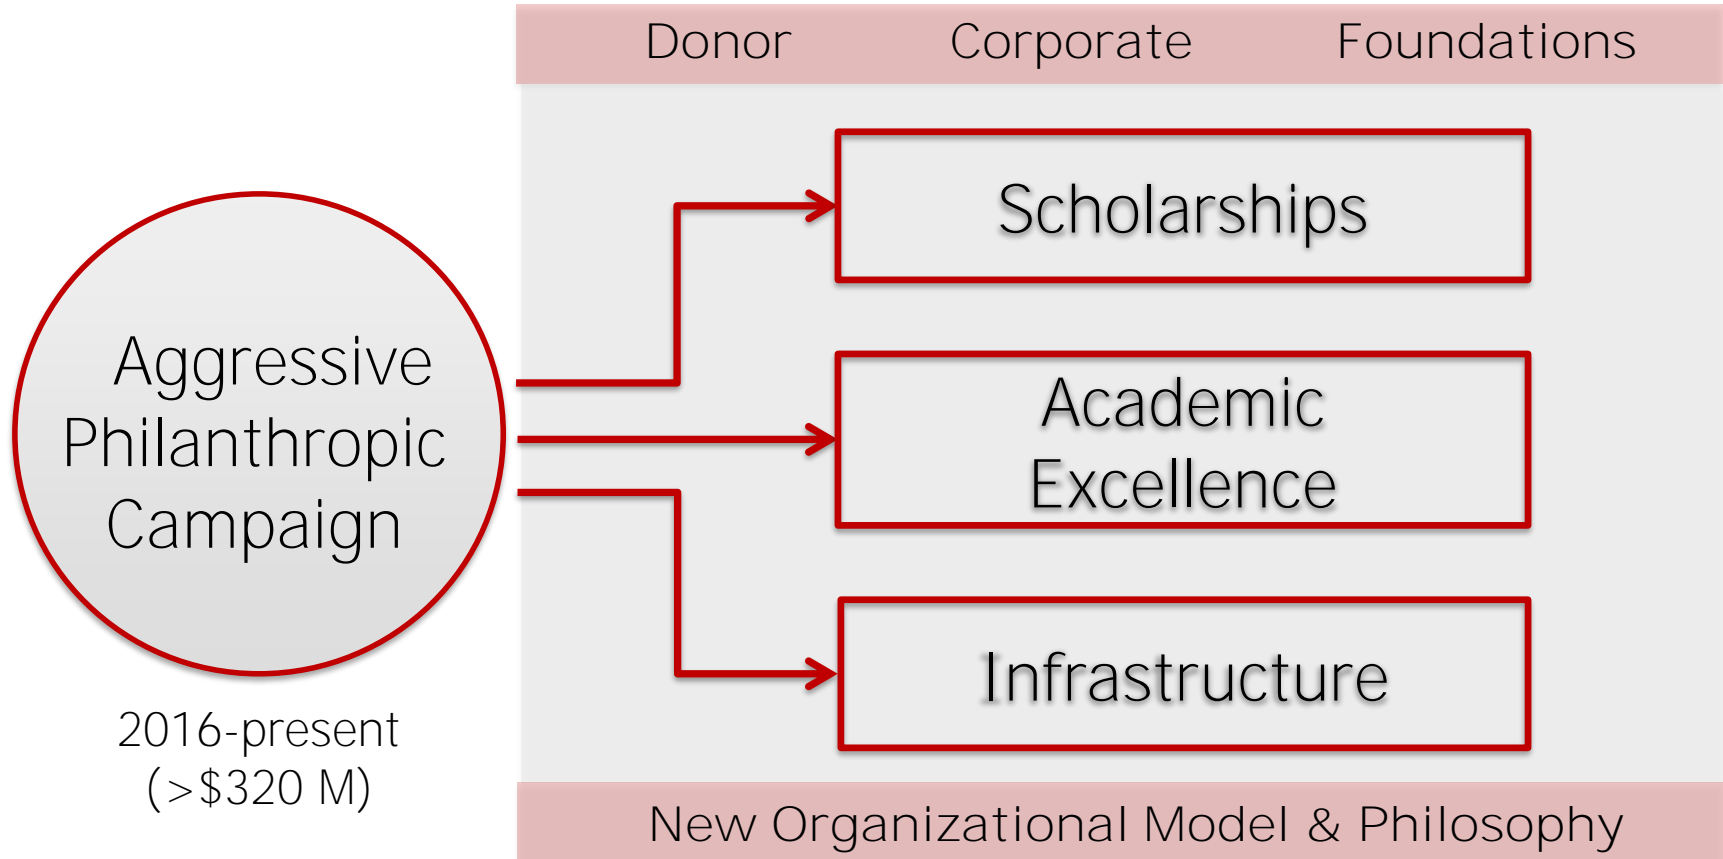 Donor Corporate Foundations
Scholarships
Aggressive
Philanthropic
Campaign
Academic
Excellence
Infrastructure
2016-present
(>$320 M)
New Organizational Model & Philosophy